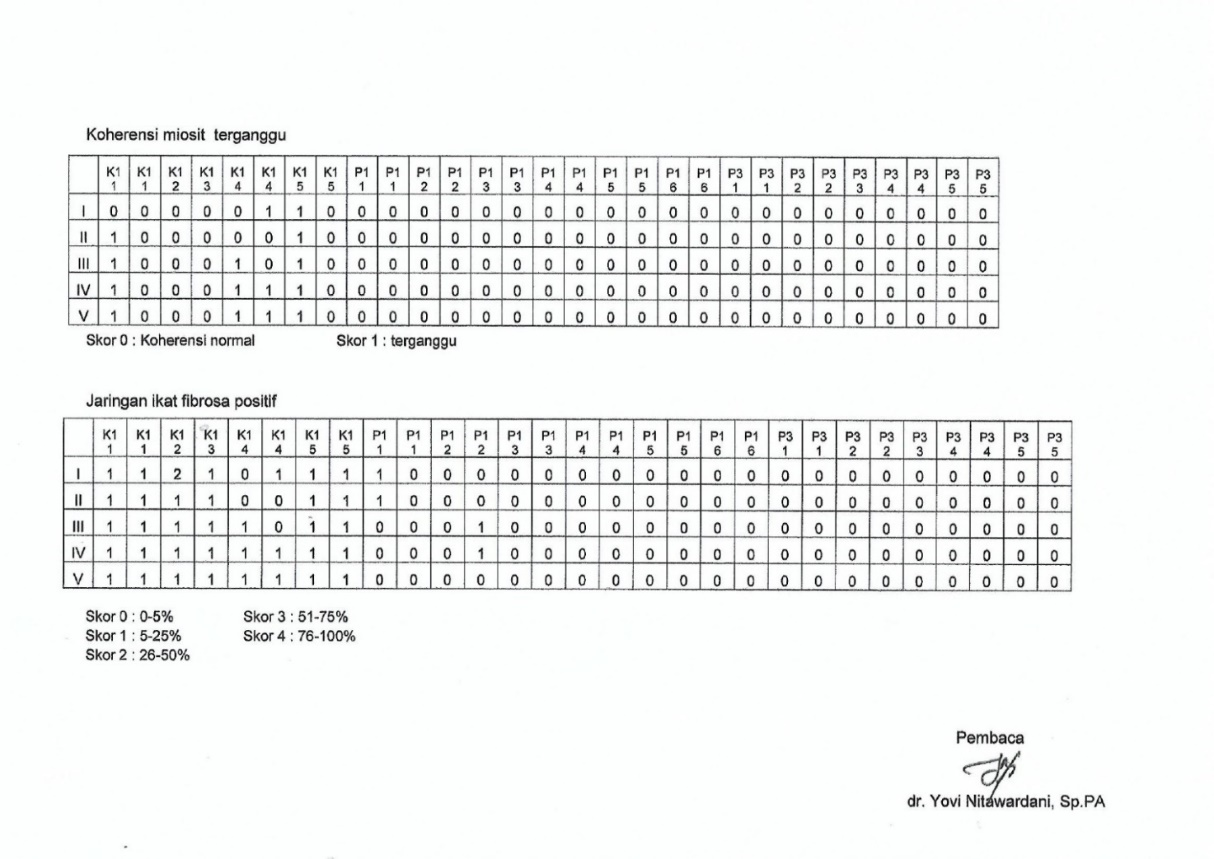 Koherensi miosit terganggu
K1 K1 K1 K1 K1 K1 K1 K1 P1 P1 P1 P1 P1 P1 P1 P1 P1 P1 P1 P1 P3 P3 P3 P3 P3 P3 P3 P3 P3
1 1 2 3 4 4 5 5 1 1 2 2 3 3 4 4 5 5 6 6 1 1 2 2 3 4 4 5 5
I 0 0 0 0 0 1 1 0 0 0 0 0 0 0 0 0 0 0 0 0 0 0 0 0 0 0 0 0 0
II 1 0 0 0 0 0 1 0 0 0 0 0 0 0 0 0 0 0 0 0 0 0 0 0 0 0 0 0 0
III 1 0 0 0 1 0 1 0 0 0 0 0 0 0 0 0 0 0 0 0 0 0 0 0 0 0 0 0 0
IV 1 0 0 0 1 1 1 0 0 0 0 0 0 0 0 0 0 0 0 0 0 0 0 0 0 0 0 0 0
V 1 0 0 0 1 1 1 0 0 0 0 0 0 0 0 0 0 0 0 0 0 0 0 0 0 0 0 0 0
Skor 0 : Koherensi normal Skor 1 : terganggu
Jaringan ikat fibrosa positif
K1 K1 K1 K1 K1 K1 K1 K1 P1 P1 P1 P1 P1 P1 P1 P1 P1 P1 P1 P1 P3 P3 P3 P3 P3 P3 P3 P3 P3
1 1 2 3 4 4 5 5 1 1 2 2 3 3 4 4 5 5 6 6 1 1 2 2 3 4 4 5 5
I 1 1 2 1 0 1 1 1 1 0 0 0 0 0 0 0 0 0 0 0 0 0 0 0 0 0 0 0 0
II 1 1 1 1 0 0 1 1 1 0 0 0 0 0 0 0 0 0 0 0 0 0 0 0 0 0 0 0 0
III 1 1 1 1 1 0 1 1 0 0 0 1 0 0 0 0 0 0 0 0 0 0 0 0 0 0 0 0 0
IV 1 1 1 1 1 1 1 1 0 0 0 1 0 0 0 0 0 0 0 0 0 0 0 0 0 0 0 0 0
V 1 1 1 1 1 1 1 1 0 0 0 0 0 0 0 0 0 0 0 0 0 0 0 0 0 0 0 0 0
Skor 0 : 0-5% Skor 3 : 51-75%
Skor 1 : 5-25% Skor 4 : 76-100%
Skor 2 : 26-50%
Pembaca
dr. Yovi Nitawardani, Sp.PA